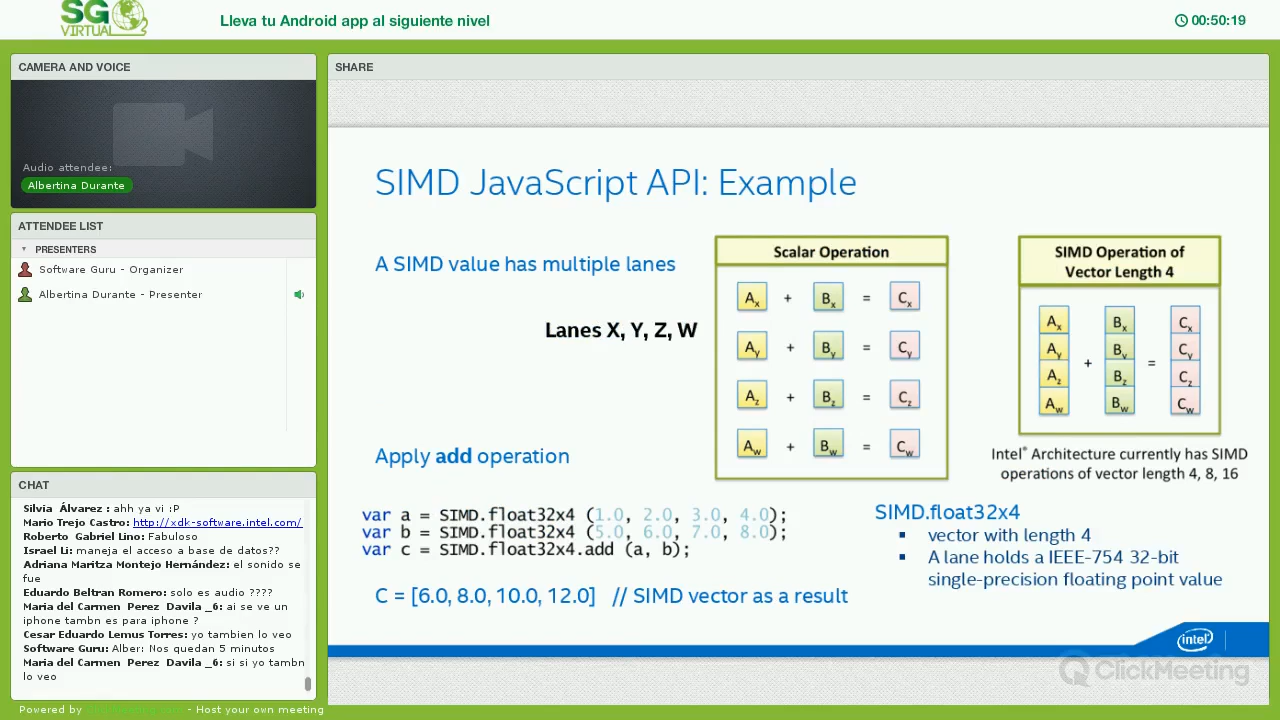 SG
VIRTUAL
Lleva tu Android app al siguiente nivel
00:50:19
CAMERA AND VOICE
Audio attendee:
Albertina Durante
ATTENDEE LIST
PRESENTERS
Software Guru - Organizer
Albertina Durante - Presenter
CHAT
Silvia Álvarez : ahh ya vi :P
Mario Trejo Castro: http://xdk-software.intel.com/
Roberto Gabriel Lino: Fabuloso
Israel Li: maneja el acceso a base de datos??
Adriana Maritza Montejo Hernández: el sonido se
fue
Eduardo Beltran Romero: solo es audio ????
Maria del Carmen Perez Davila _6: ai se ve un
iphone tambn es para iphone ?
Cesar Eduardo Lemus Torres: yo tambien lo veo
Software Guru: Alber: Nos quedan 5 minutos
Maria del Carmen Perez Davila _6: si si yo tambn
lo veo
Powered by - Host your own meeting
SHARE
SIMD JavaScript API: Example
A SIMD value has multiple lanes
Lanes X, Y, Z, W
Apply add operation
Scalar Operation
Ax + Bx = Cx
Ay + By = Cy
Az + Bz = Cz
Aw + Bw = Cw
SIMD Operation of
Vector Length 4
Ax Bx Cx
Ay By Cy
+ =
Az Bz Cz
Aw Bw Cw
Intel® Architecture currently has SIMD
operations of vector length 4, 8, 16
var a = SIMD.float32x4 (1.0, 2.0, 3.0, 4.0);
var b = SIMD.float32x4 (5.0, 6.0, 7.0, 8.0);
var c = SIMD.float32x4.add (a, b);
C = [6.0, 8.0, 10.0, 12.0] // SIMD vector as a result
SIMD.float32x4
▪ vector with length 4
▪ A lane holds a IEEE-754 32-bit
single-precision floating point value
intel
ClickMeeting